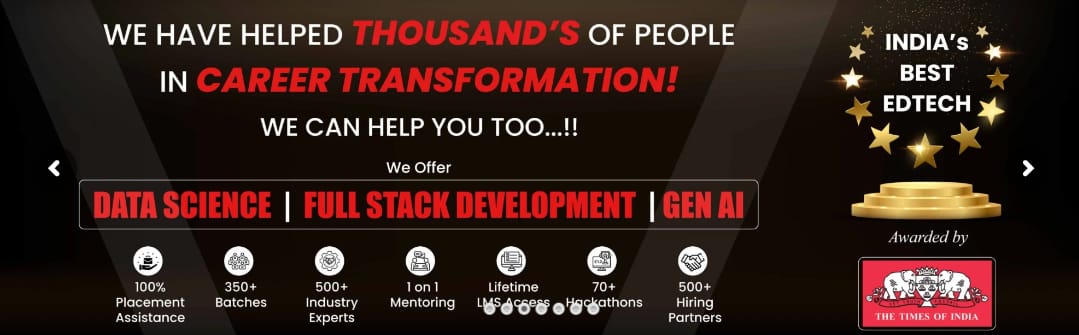 WE HAVE HELPED THOUSAND'S OF PEOPLE
IN CAREER TRANSFORMATION!
WE CAN HELP YOU TOO...!!
We Offer
DATA SCIENCE | FULL STACK DEVELOPMENT | GEN AI
100%
Placement
Assistance
350+
Batches
500+
Industry
Experts
1 on 1
Mentoring
Lifetime
LMS Access
70+
Hackathons
500+
Hiring
Partners
INDIA's
BEST
EDTECH
Awarded by
THE TIMES OF INDIA